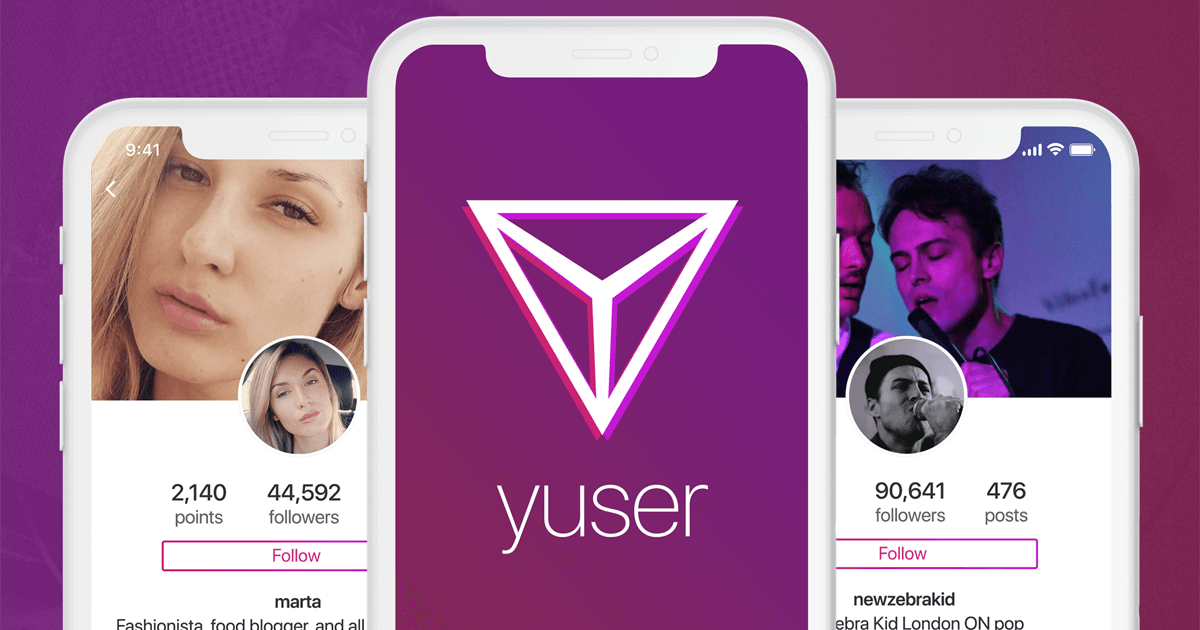 9:41
2,140
points
44,592
followers
Follow
marta
Fashionista, food blogger, and all
yuser
90,641
followers
476
posts
Follow
newzebrakid
ebra Kid London ON pop